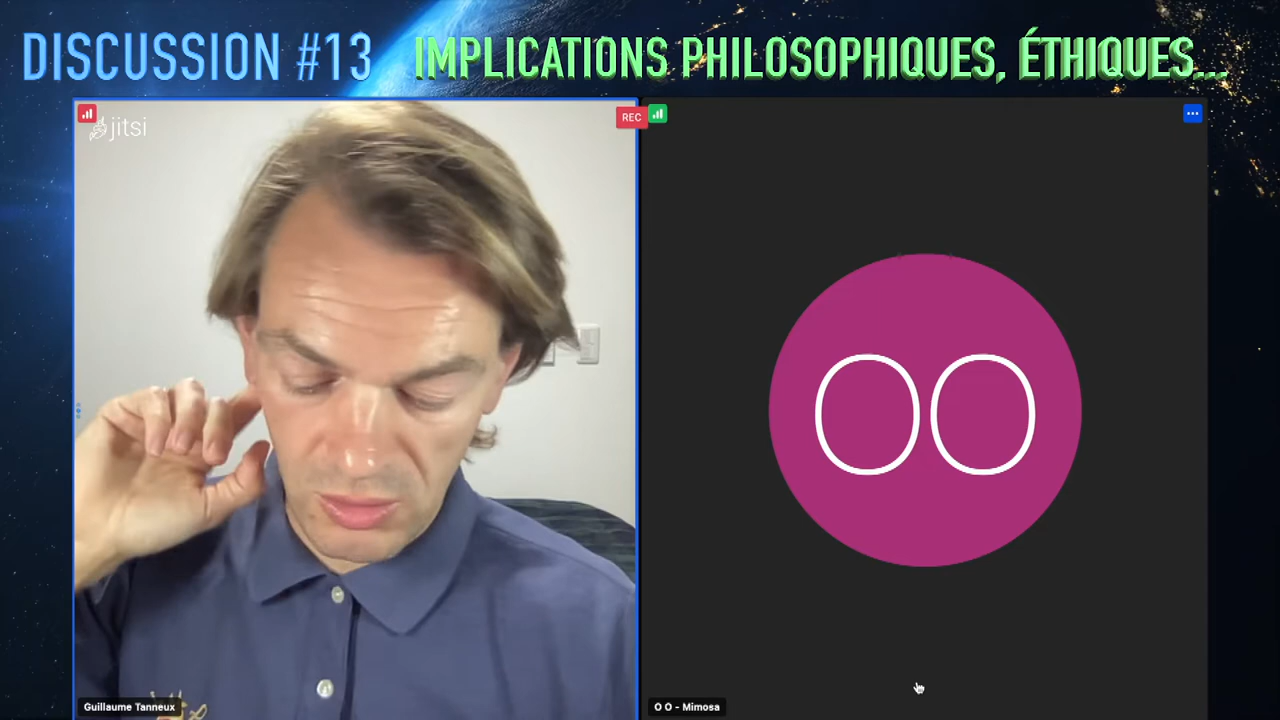 DISCUSSION #13 IMPLICATIONS PHILOSOPHIQUES, ÉTHIQUES...
jitsi
REC
OO
Guillaume Tanneux
O O - Mimosa